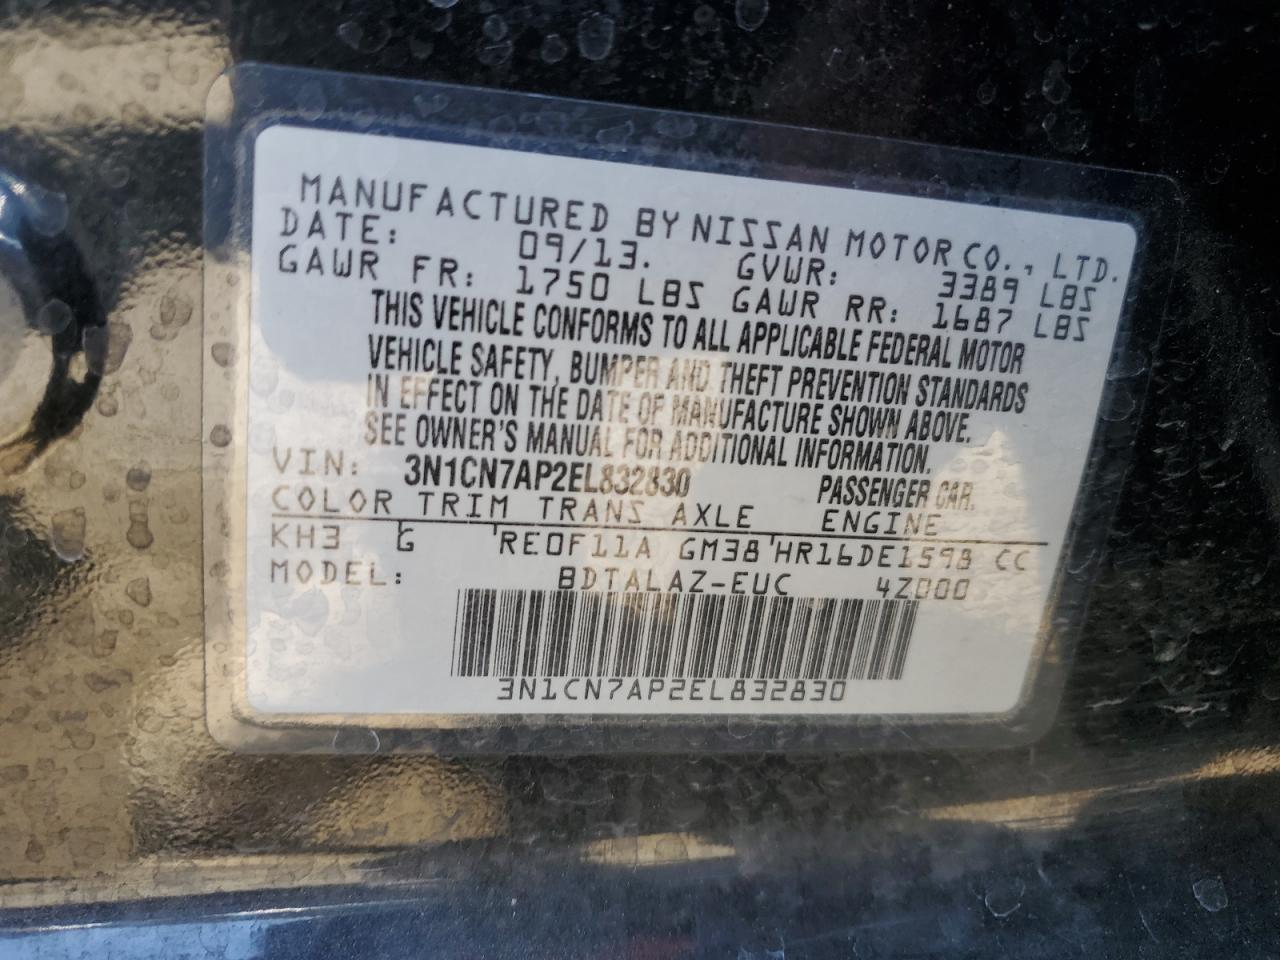 MANUFACTURED BY NISSAN MOTOR CO., LTD.
DATE: 09/13. GVWR: 3389 LBS
GAWR FR: 1750 LBS GAWR RR: 1687 LBS
THIS VEHICLE CONFORMS TO ALL APPLICABLE FEDERAL MOTOR
VEHICLE SAFETY, BUMPER AND THEFT PREVENTION STANDARDS
IN EFFECT ON THE DATE OF MANUFACTURE SHOWN ABOVE.
SEE OWNER'S MANUAL FOR ADDITIONAL INFORMATION.
VIN: 3N1CN7AP2EL832830 PASSENGER CAR.
COLOR TRIM TRANS AXLE ENGINE
KH3 G RE0F11A GM38 HR16DE1598 CC
MODEL: BDTALAZ-EUC 4Z000
3N1CN7AP2EL832830